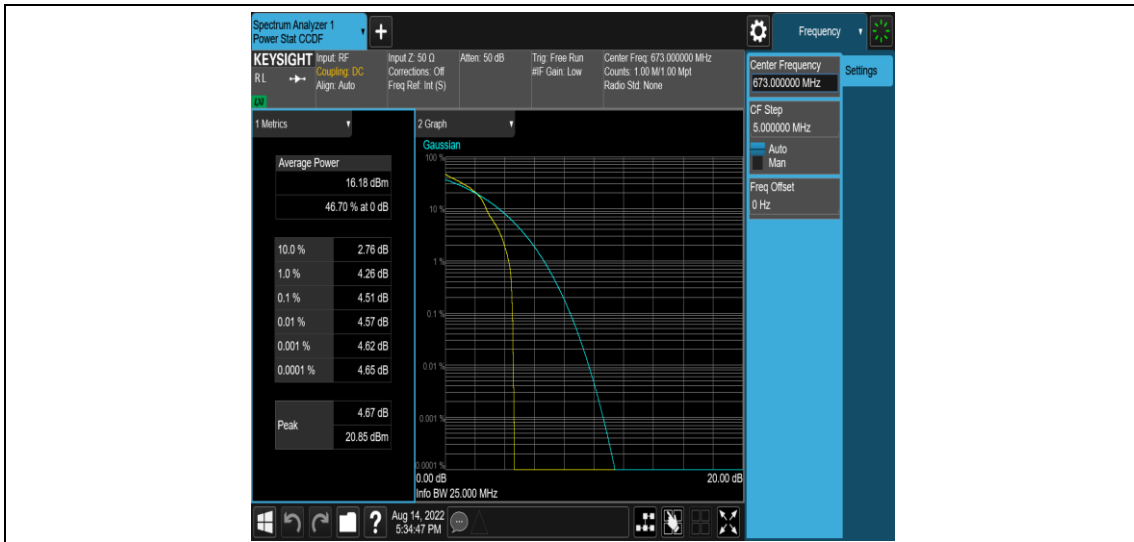 Spectrum Analyzer 1
Power Stat CCDF
+
Frequency
KEYSIGHT
RL
LXI
Input: RF
Coupling: DC
Align: Auto
Input Z: 50 Ω
Corrections: Off
Freq Ref: Int (S)
Atten: 50 dB
Trig: Free Run
#IF Gain: Low
Center Freq: 673.000000 MHz
Counts: 1.00 M/1.00 Mpt
Radio Std: None
Center Frequency
673.000000 MHz
Settings
CF Step
5.000000 MHz
Auto
Man
Freq Offset
0 Hz
1 Metrics
Average Power
16.18 dBm
46.70 % at 0 dB
10.0 % 2.76 dB
1.0 % 4.26 dB
0.1 % 4.51 dB
0.01 % 4.57 dB
0.001 % 4.62 dB
0.0001 % 4.65 dB
Peak
4.67 dB
20.85 dBm
2 Graph
Gaussian
100 %
10 %
1 %
0.1 %
0.01 %
0.001 %
0.0001 %
0.00 dB 20.00 dB
Info BW 25.000 MHz
?
Aug 14, 2022
5:34:47 PM